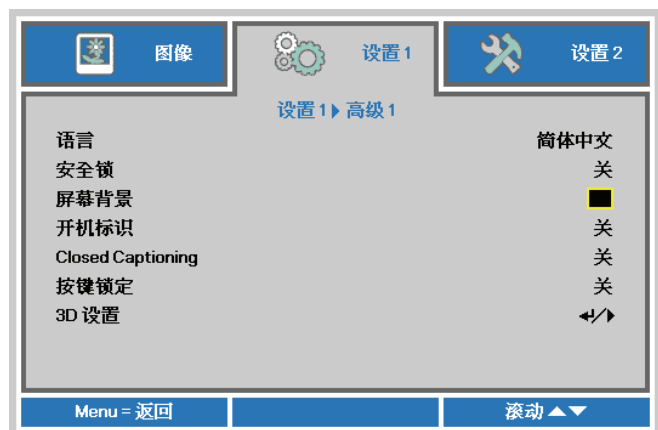 图像 设置 1 设置 2
设置 1 ▶ 高级 1
语言 简体中文
安全锁 关
屏幕背景
开机标识 关
Closed Captioning 关
按键锁定 关
3D 设置 ↵/▶
Menu = 返回 滚动 ▲▼